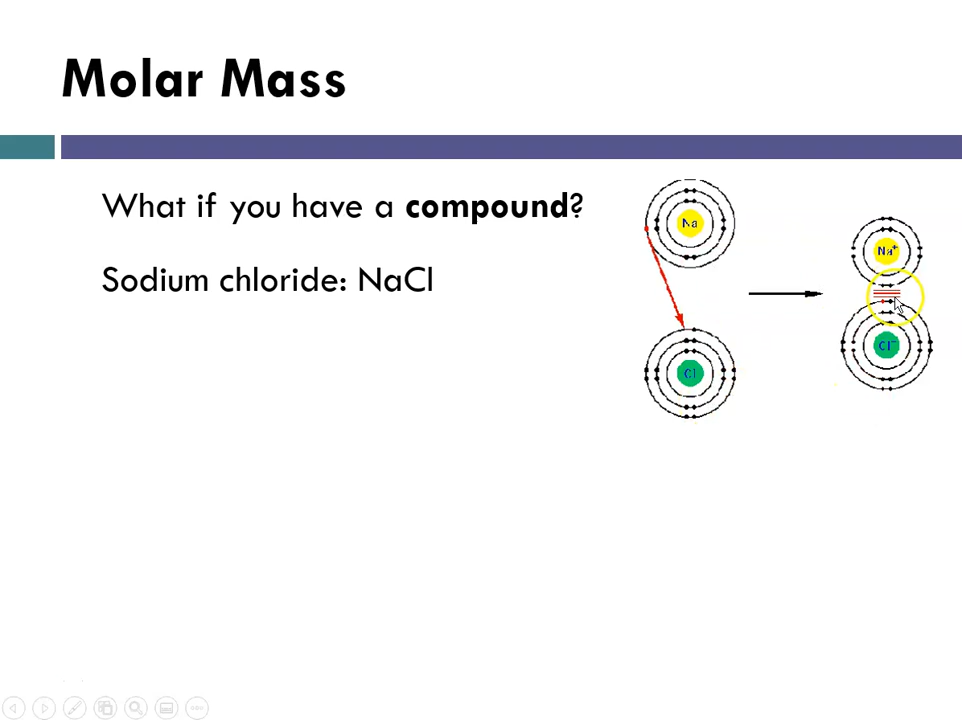 Molar Mass
What if you have a compound?
Sodium chloride: NaCl
Na
Na+
Cl
Cl−